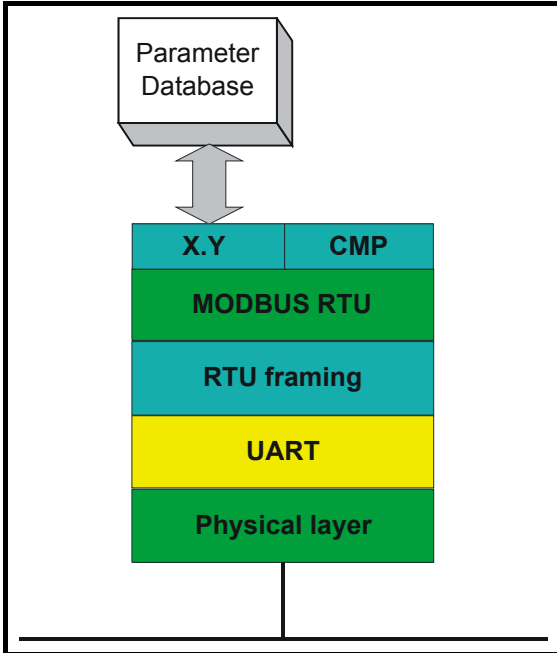 Parameter
Database
X.Y CMP
MODBUS RTU
RTU framing
UART
Physical layer